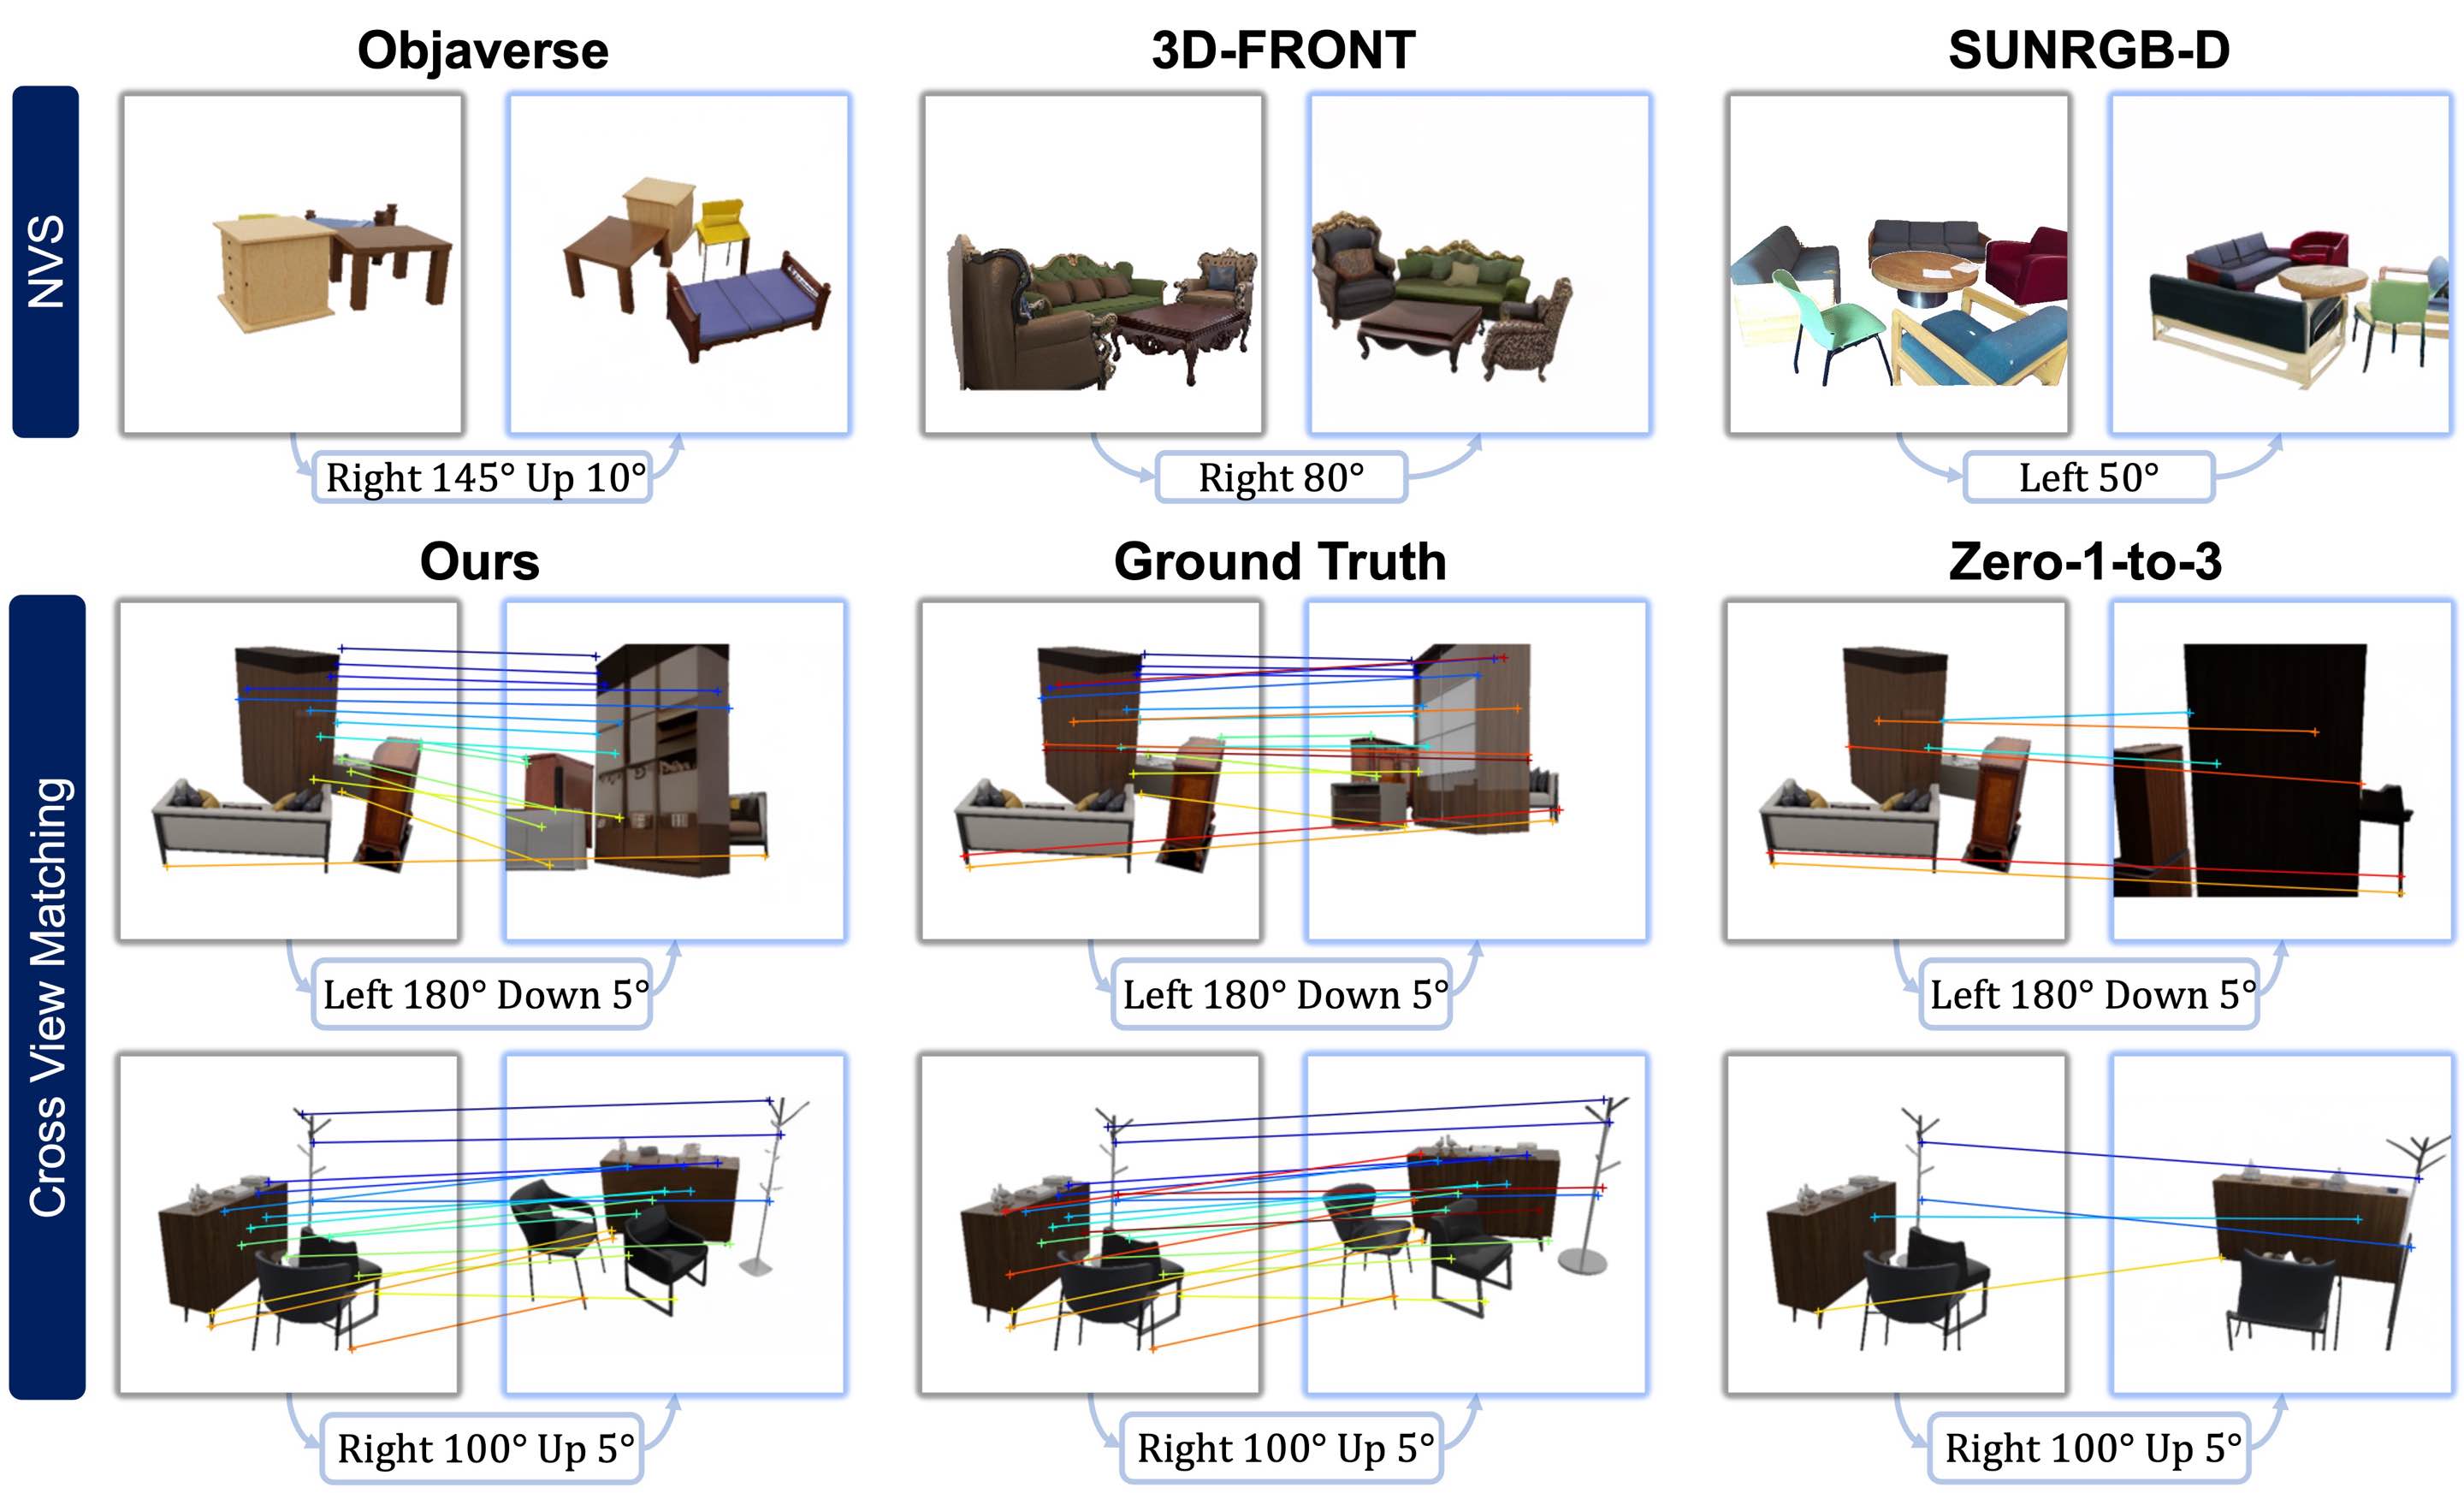 Objaverse
3D-FRONT
SUNRGB-D
NVS
Right 145° Up 10°
Right 80°
Left 50°
Ours
Ground Truth
Zero-1-to-3
Cross View Matching
Left 180° Down 5°
Left 180° Down 5°
Left 180° Down 5°
Right 100° Up 5°
Right 100° Up 5°
Right 100° Up 5°